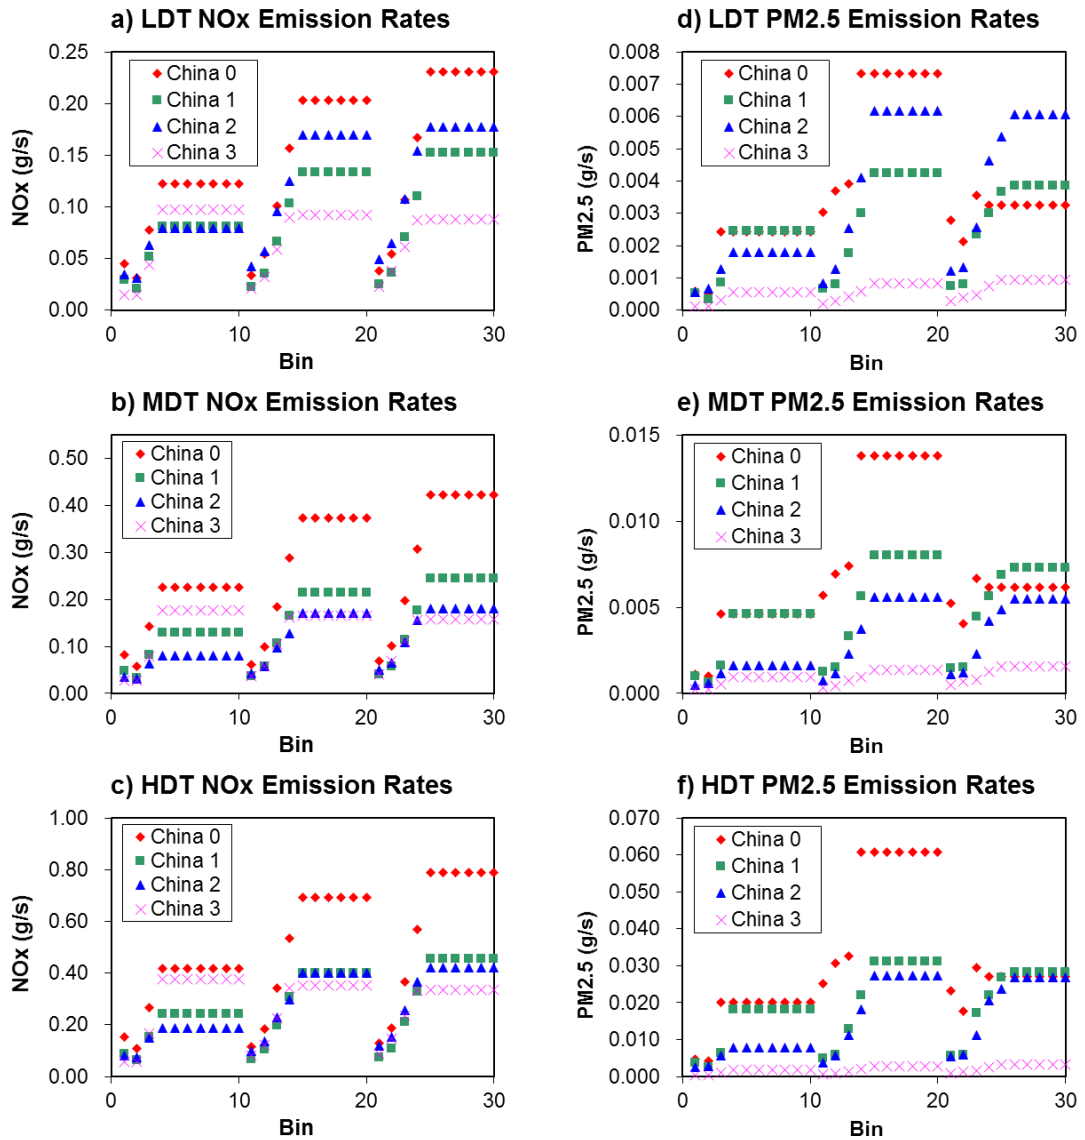 a) LDT NOx Emission Rates
0.25
0.20
0.15
0.10
0.05
0.00
NOx (g/s)
China 0
China 1
China 2
China 3
0 10 20 30
Bin
d) LDT PM2.5 Emission Rates
0.008
0.007
0.006
0.005
0.004
0.003
0.002
0.001
0.000
PM2.5 (g/s)
China 0
China 1
China 2
China 3
0 10 20 30
Bin
b) MDT NOx Emission Rates
0.50
0.40
0.30
0.20
0.10
0.00
NOx (g/s)
China 0
China 1
China 2
China 3
0 10 20 30
Bin
e) MDT PM2.5 Emission Rates
0.015
0.010
0.005
0.000
PM2.5 (g/s)
China 0
China 1
China 2
China 3
0 10 20 30
Bin
c) HDT NOx Emission Rates
1.00
0.80
0.60
0.40
0.20
0.00
NOx (g/s)
China 0
China 1
China 2
China 3
0 10 20 30
Bin
f) HDT PM2.5 Emission Rates
0.070
0.060
0.050
0.040
0.030
0.020
0.010
0.000
PM2.5 (g/s)
China 0
China 1
China 2
China 3
0 10 20 30
Bin